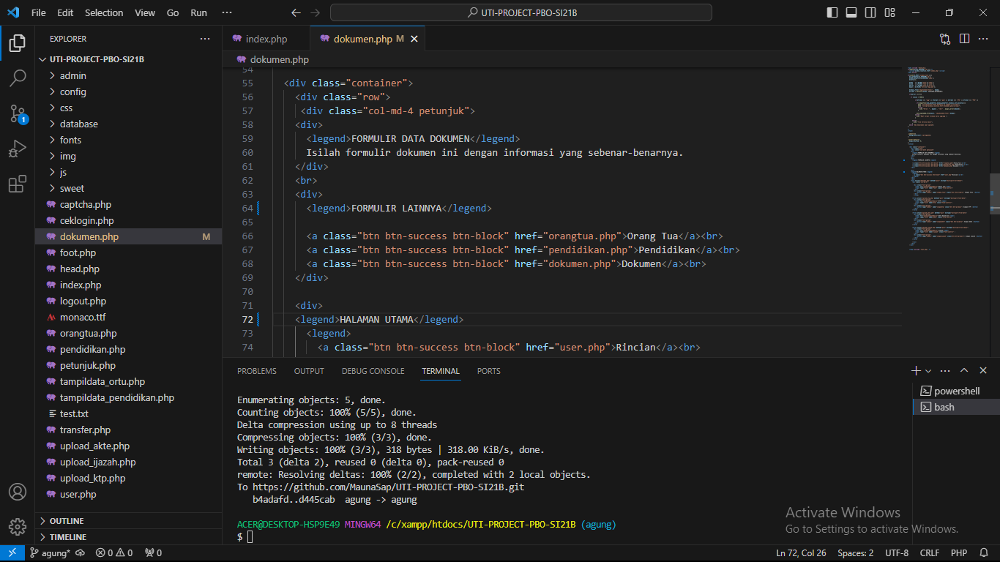 File Edit Selection View Go Run ··· UTI-PROJECT-PBO-SI21B
EXPLORER
UTI-PROJECT-PBO-SI21B
admin
config
css
database
fonts
img
js
sweet
captcha.php
ceklogin.php
dokumen.php M
foot.php
head.php
index.php
logout.php
monaco.ttf
orangtua.php
pendidikan.php
petunjuk.php
tampildata_ortu.php
tampildata_pendidikan.php
test.txt
transfer.php
upload_akte.php
upload_ijazah.php
upload_ktp.php
user.php
OUTLINE
TIMELINE
1
index.php dokumen.php M
dokumen.php
54
55 <div class="container">
56 <div class="row">
57 <div class="col-md-4 petunjuk">
58 <div>
59 <legend>FORMULIR DATA DOKUMEN</legend>
60 Isilah formulir dokumen ini dengan informasi yang sebenar-benarnya.
61 </div>
62 <br>
63 <div>
64 <legend>FORMULIR LAINNYA</legend>
65
66 <a class="btn btn-success btn-block" href="orangtua.php">Orang Tua</a><br>
67 <a class="btn btn-success btn-block" href="pendidikan.php">Pendidikan</a><br>
68 <a class="btn btn-success btn-block" href="dokumen.php">Dokumen</a><br>
69 </div>
70
71 <div>
72 <legend>HALAMAN UTAMA</legend>
73 <legend>
74 <a class="btn btn-success btn-block" href="user.php">Rincian</a><br>
PROBLEMS OUTPUT DEBUG CONSOLE TERMINAL PORTS
Enumerating objects: 5, done.
Counting objects: 100% (5/5), done.
Delta compression using up to 8 threads
Compressing objects: 100% (3/3), done.
Writing objects: 100% (3/3), 318 bytes | 318.00 KiB/s, done.
Total 3 (delta 2), reused 0 (delta 0), pack-reused 0
remote: Resolving deltas: 100% (2/2), completed with 2 local objects.
To https://github.com/MaunaSap/UTI-PROJECT-PBO-SI21B.git
b4adafd..d445cab agung -> agung
ACER@DESKTOP-HSP9E49 MINGW64 /c/xampp/htdocs/UTI-PROJECT-PBO-SI21B (agung)
$
powershell
bash
Activate Windows
Go to Settings to activate Windows.
agung* 0 0 0 Ln 72, Col 26 Spaces: 2 UTF-8 CRLF PHP